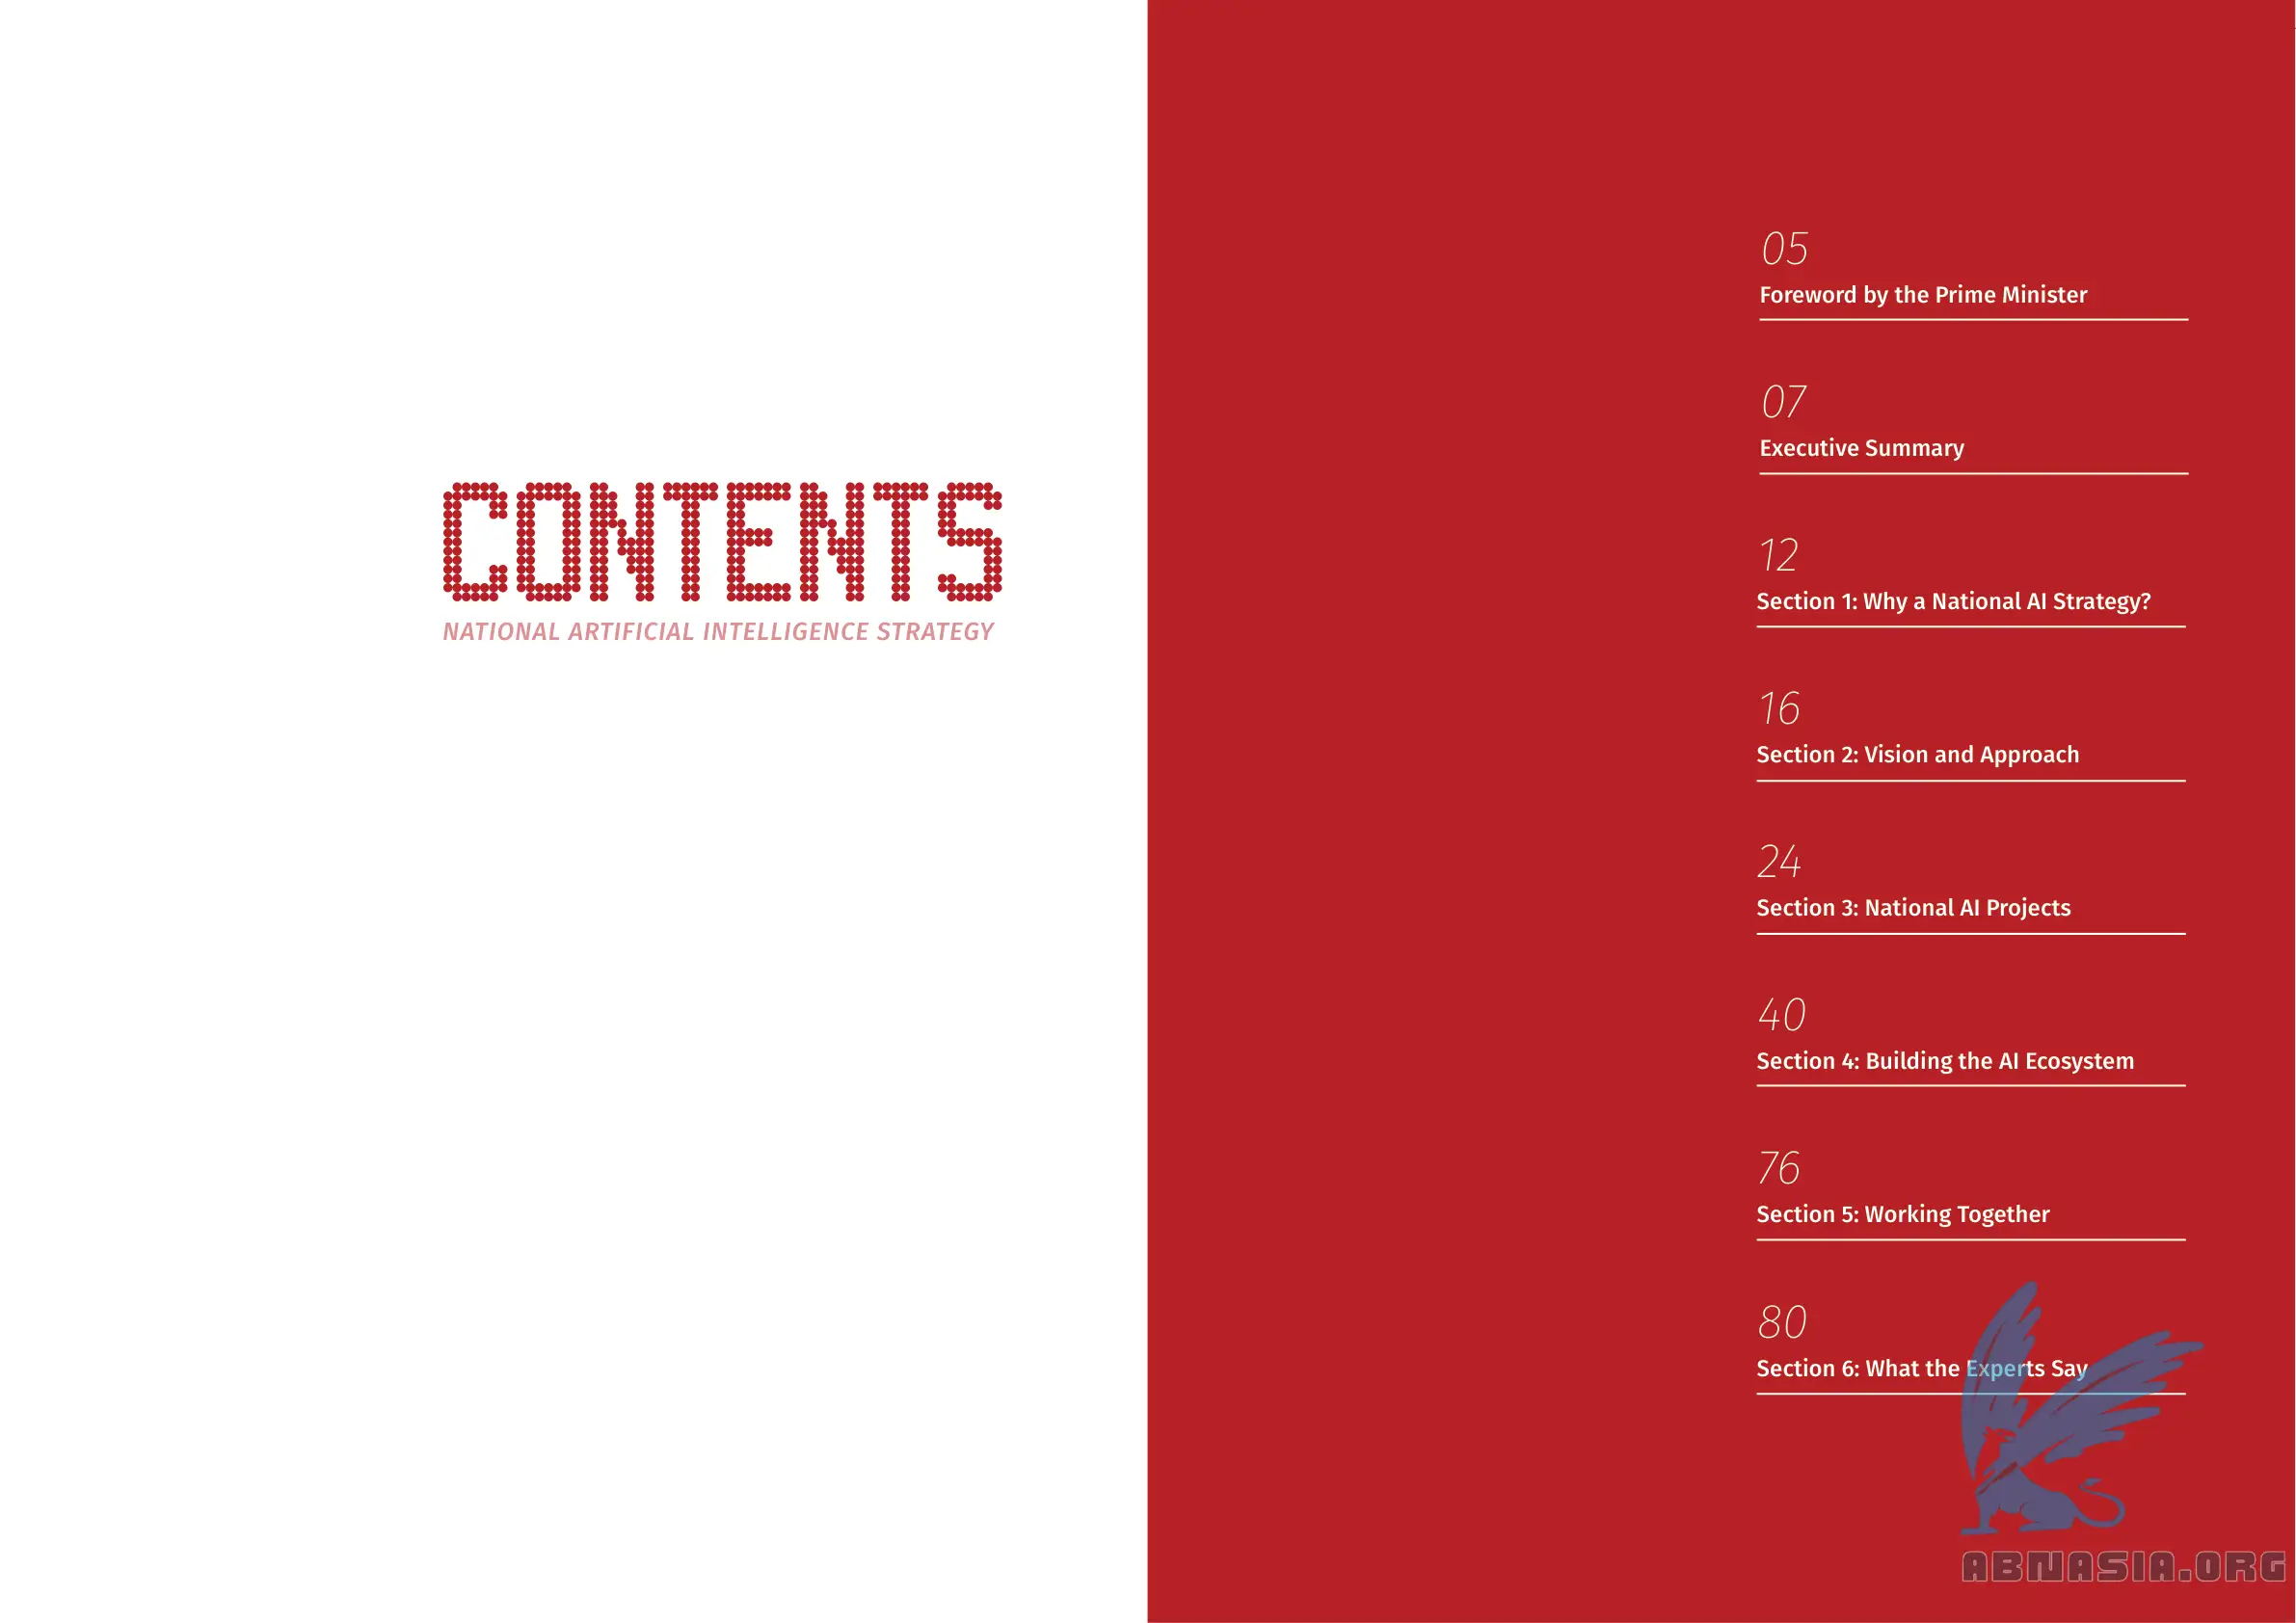 CONTENTS
NATIONAL ARTIFICIAL INTELLIGENCE STRATEGY
05
Foreword by the Prime Minister
07
Executive Summary
12
Section 1: Why a National AI Strategy?
16
Section 2: Vision and Approach
24
Section 3: National AI Projects
40
Section 4: Building the AI Ecosystem
76
Section 5: Working Together
80
Section 6: What the Experts Say
ABNASIA.ORG